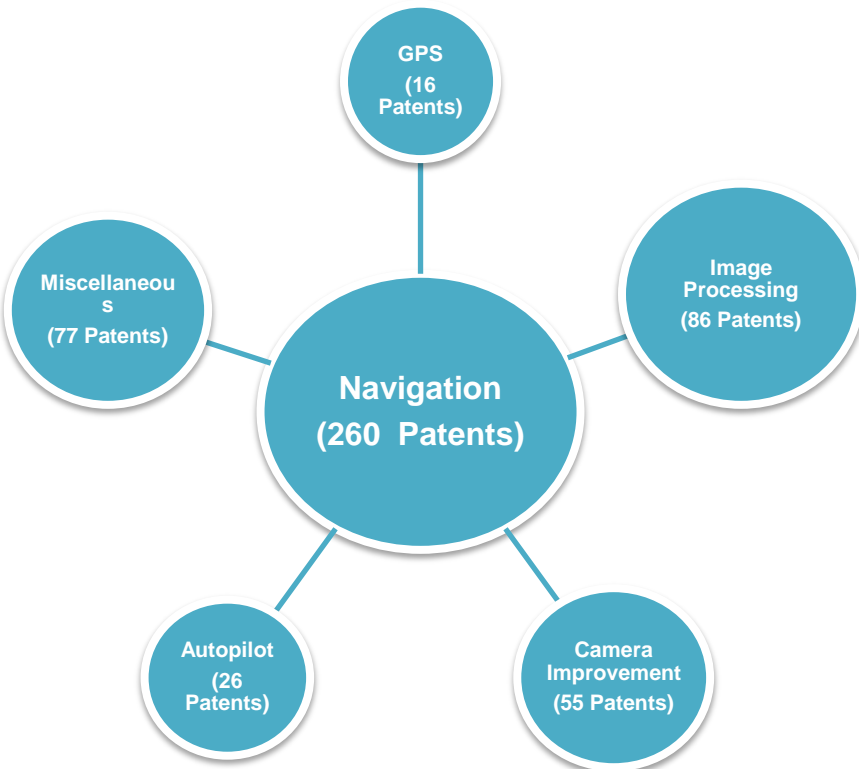 GPS
(16
Patents)
Image
Processing
(86 Patents)
Miscellaneou
s
(77 Patents)
Navigation
(260  Patents)
Autopilot
(26
Patents)
Camera
Improvement
(55 Patents)